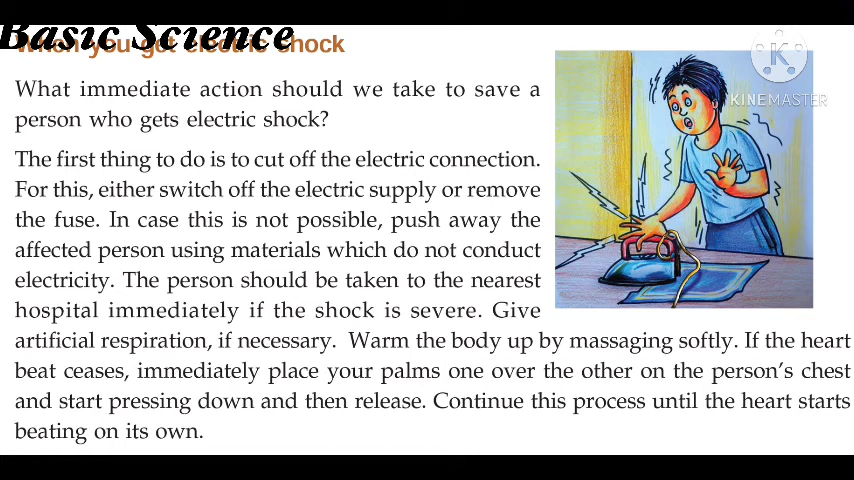 Basic Science
When you get electric shock
What immediate action should we take to save a
person who gets electric shock?
The first thing to do is to cut off the electric connection.
For this, either switch off the electric supply or remove
the fuse. In case this is not possible, push away the
affected person using materials which do not conduct
electricity. The person should be taken to the nearest
hospital immediately if the shock is severe. Give
artificial respiration, if necessary. Warm the body up by massaging softly. If the heart
beat ceases, immediately place your palms one over the other on the person's chest
and start pressing down and then release. Continue this process until the heart starts
beating on its own.
K
KINEMASTER